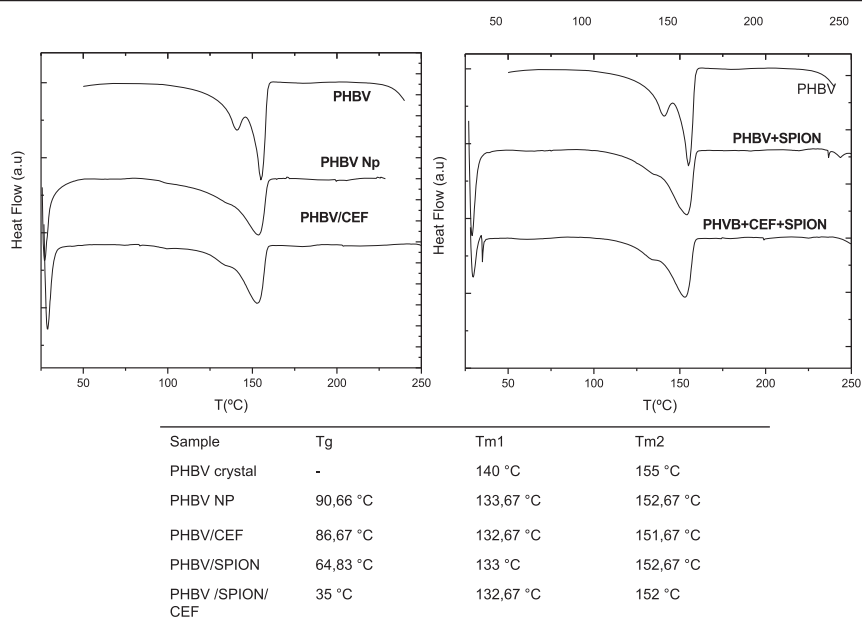 50 100 150 200 250
PHBV
PHBV Np
PHBV/CEF
Heat Flow (a.u)
50 100 150 200 250
T(ºC)
PHBV
PHBV+SPION
PHVB+CEF+SPION
Heat Flow (a.u)
50 100 150 200 250
T(ºC)
Sample Tg Tm1 Tm2
PHBV crystal - 140 °C 155 °C
PHBV NP 90,66 °C 133,67 °C 152,67 °C
PHBV/CEF 86,67 °C 132,67 °C 151,67 °C
PHBV/SPION 64,83 °C 133 °C 152,67 °C
PHBV /SPION/ 35 °C 132,67 °C 152 °C
CEF